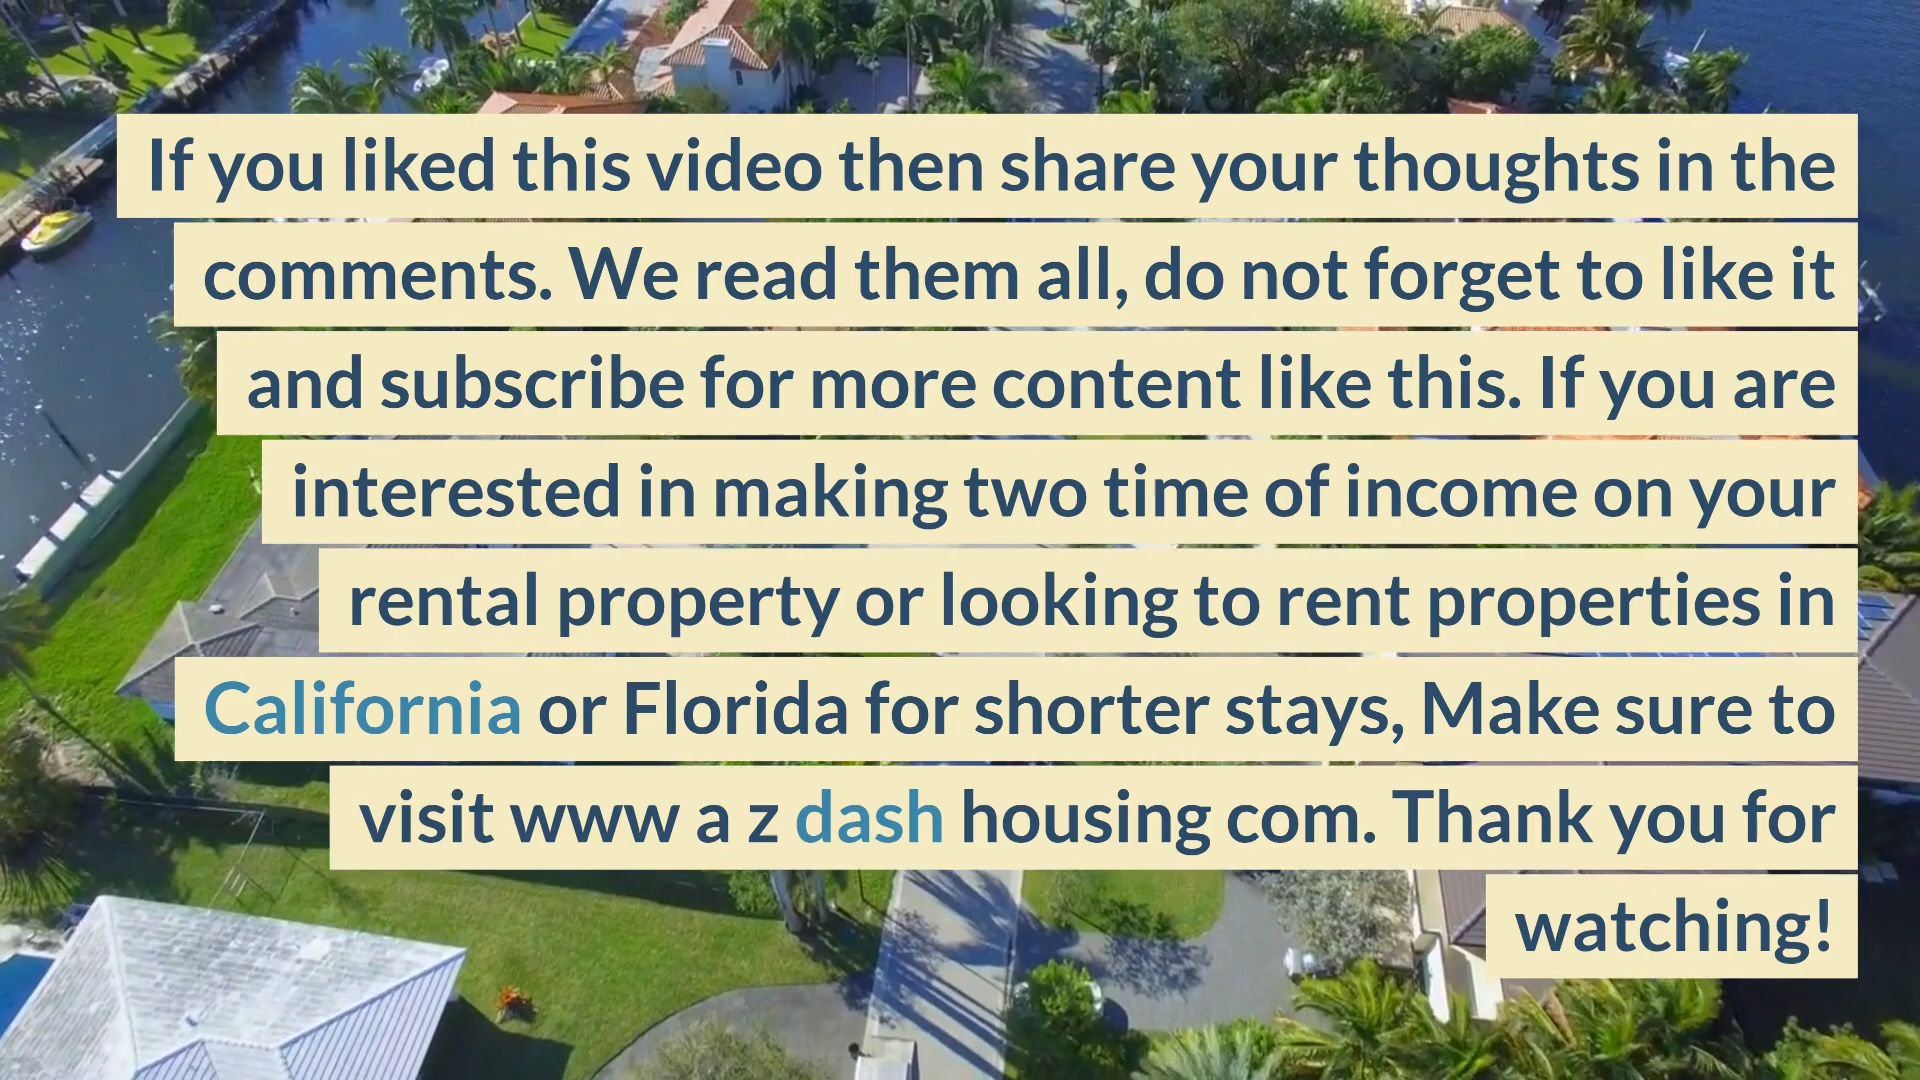 If you liked this video then share your thoughts in the
comments. We read them all, do not forget to like it
and subscribe for more content like this. If you are
interested in making two time of income on your
rental property or looking to rent properties in
California or Florida for shorter stays, Make sure to
visit www a z dash housing com. Thank you for
watching!